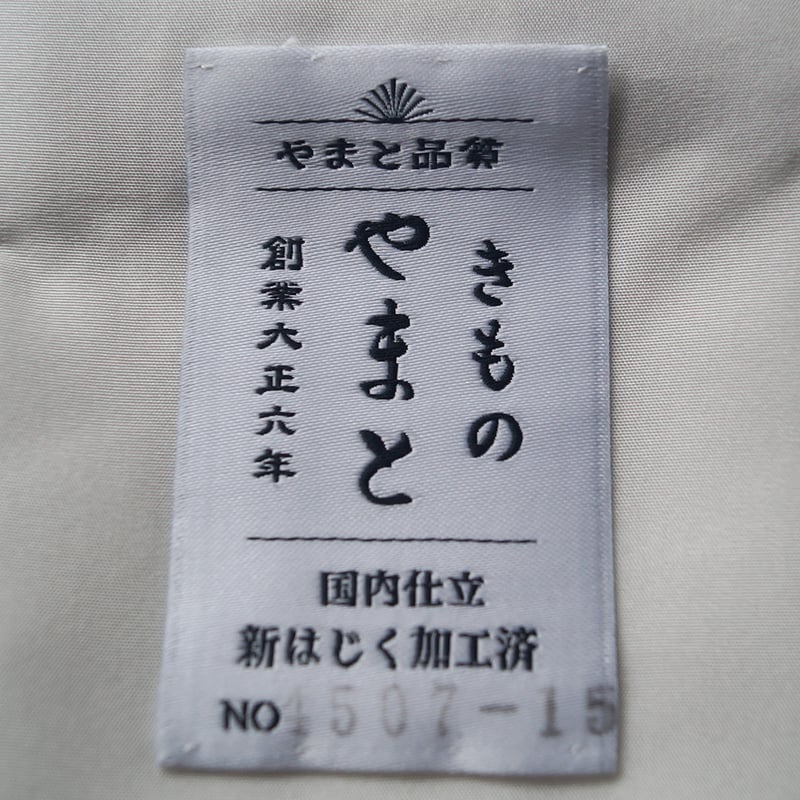 やまと品質
きもの
やまと
創業大正六年
国内仕立
新はじく加工済
NO 4507-15